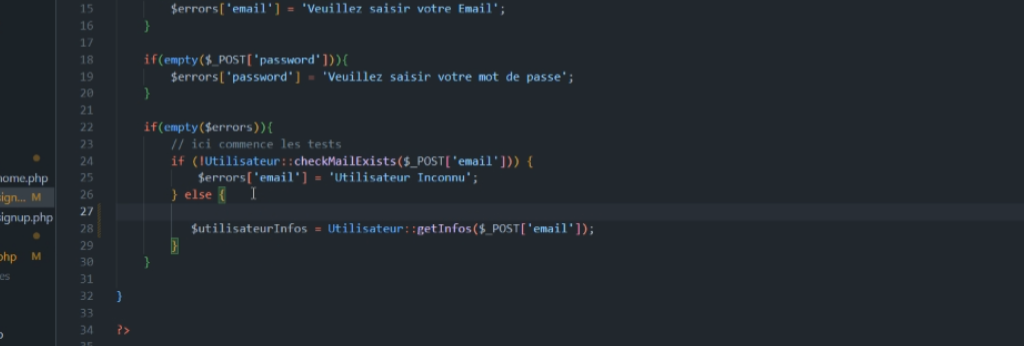 15 $errors['email'] = 'Veuillez saisir votre Email';
16 }
17
18 if(empty($_POST['password'])){
19 $errors['password'] = 'Veuillez saisir votre mot de passe';
20 }
21
22 if(empty($errors)){
23 // ici commence les tests
24 if (!Utilisateur::checkMailExists($_POST['email'])) {
home.php 25 $errors['email'] = 'Utilisateur Inconnu';
sign... M 26 } else {
signup.php 27
28 $utilisateurInfos = Utilisateur::getInfos($_POST['email']);
php M 29 }
es 30 }
31
32 }
33
34 ?>
35